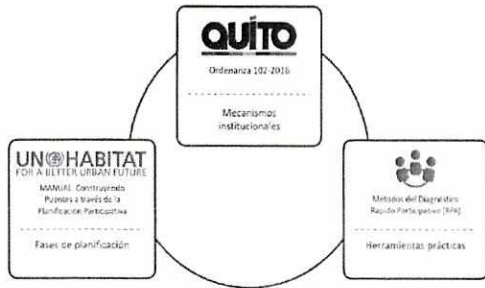 QUITO
Ordenanza 102-2016
Mecanismos
institucionales
UN HABITAT
FOR A BETTER URBAN FUTURE
MANUAL Construyendo
Puentes a través de la
Planificación Participativa
Fases de planificación
Métodos del Diagnóstico
Rápido Participativo (RPA)
Herramientas prácticas